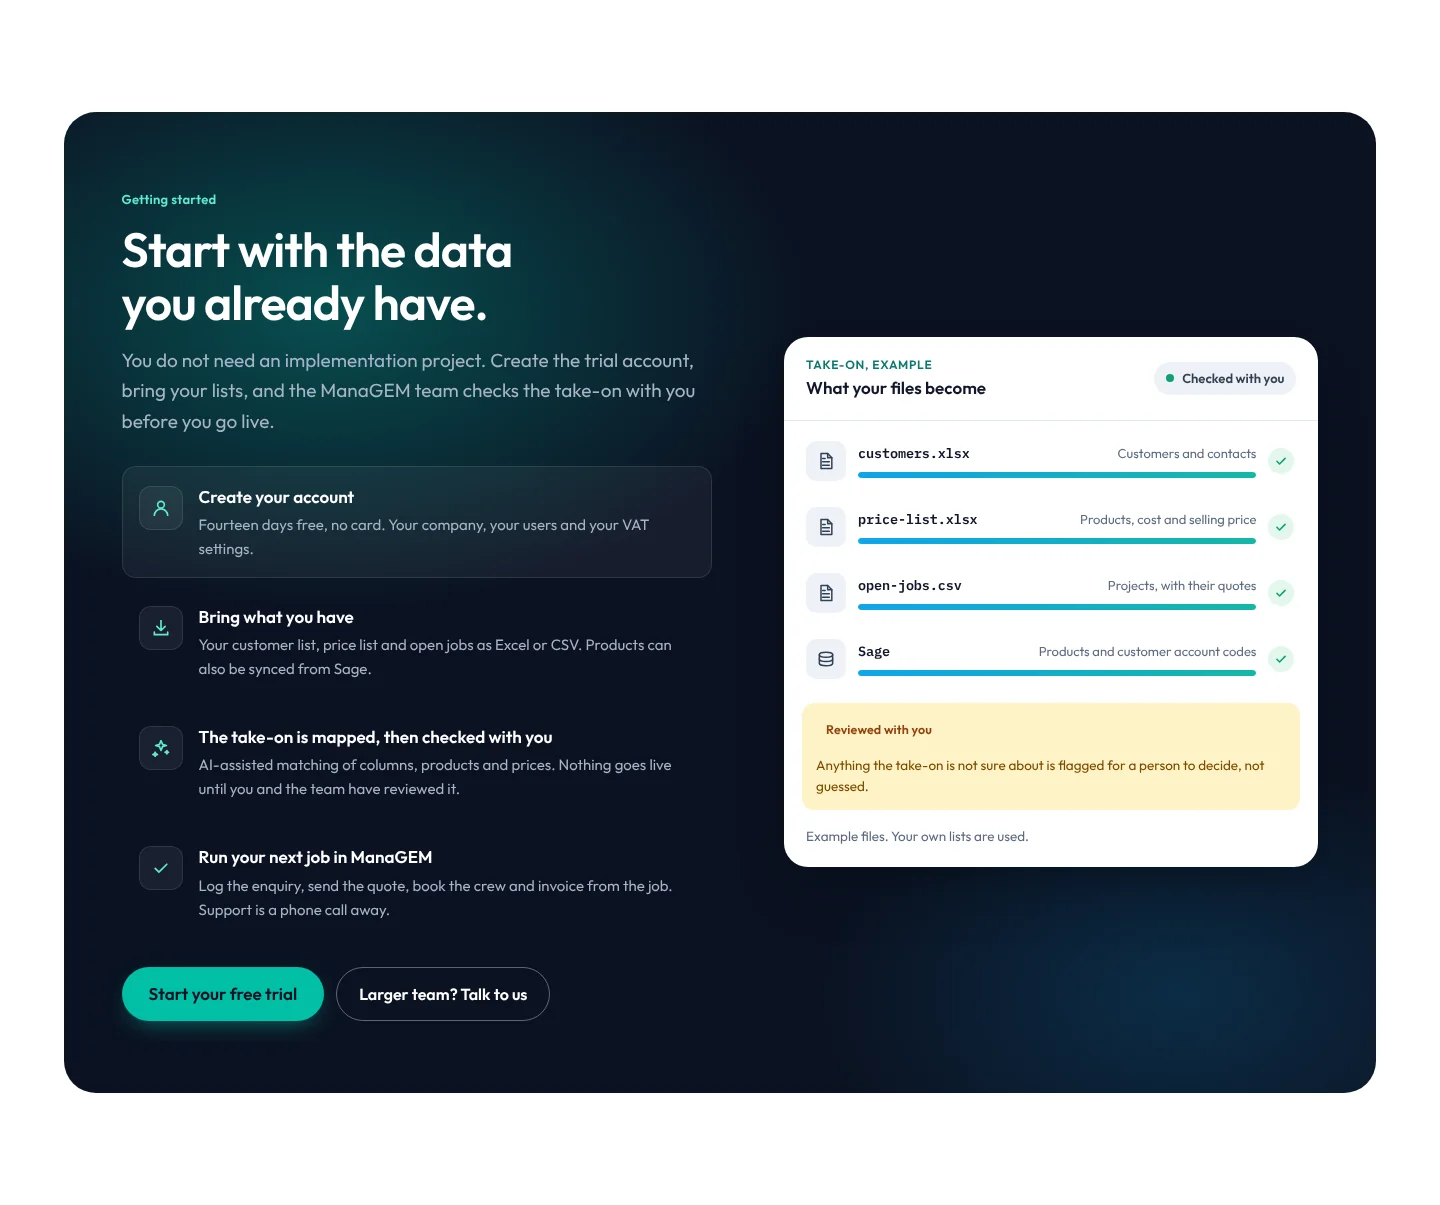 Getting started
Start with the data
you already have.
You do not need an implementation project. Create the trial account,
bring your lists, and the ManaGEM team checks the take-on with you
before you go live.
Create your account
Fourteen days free, no card. Your company, your users and your VAT
settings.
Bring what you have
Your customer list, price list and open jobs as Excel or CSV. Products can
also be synced from Sage.
The take-on is mapped, then checked with you
AI-assisted matching of columns, products and prices. Nothing goes live
until you and the team have reviewed it.
Run your next job in ManaGEM
Log the enquiry, send the quote, book the crew and invoice from the job.
Support is a phone call away.
Start your free trial
Larger team? Talk to us
TAKE-ON, EXAMPLE
What your files become
Checked with you
customers.xlsx
Customers and contacts
price-list.xlsx
Products, cost and selling price
open-jobs.csv
Projects, with their quotes
Sage
Products and customer account codes
Reviewed with you
Anything the take-on is not sure about is flagged for a person to decide, not
guessed.
Example files. Your own lists are used.